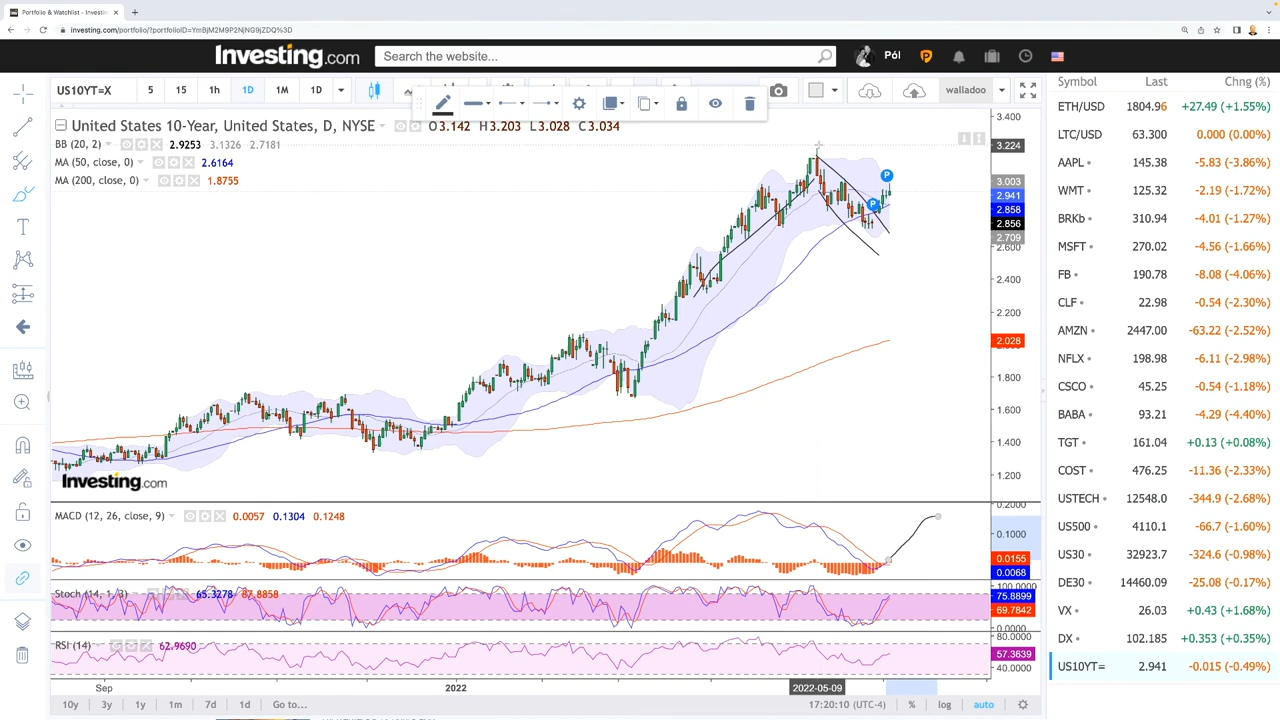 Portfolio & Watchlist - Investi
investing.com/portfolio/?portfolioID=YmBjM2M9P2NjNG9jZDQ%3D
Investing.com
Search the website...
Pól
US10YT=X 5 15 1h 1D 1M 1D
walladoo
United States 10-Year, United States, D, NYSE O3.142 H3.203 L3.028 C3.034
BB (20, 2) 2.9253 3.1326 2.7181
MA (50, close, 0) 2.6164
MA (200, close, 0) 1.8755
P
P
3.400
3.224
3.003
2.941
2.858
2.856
2.709
2.600
2.400
2.200
2.028
1.800
1.600
1.400
1.200
Investing.com
MACD (12, 26, close, 9) 0.0057 0.1304 0.1248
0.2000
0.1000
0.0155
0.0068
Stoch (14, 1, 3) 65.3278 87.8858
100.0000
75.8899
69.7842
0.0000
RSI (14) 62.9690
80.0000
57.3639
40.0000
Sep 2022 2022-05-09
10y 3y 1y 1m 7d 1d Go to... 17:20:10 (UTC-4) % log auto
Symbol Last Chng (%)
ETH/USD 1804.96 +27.49 (+1.55%)
LTC/USD 63.300 0.000 (0.00%)
AAPL 145.38 -5.83 (-3.86%)
WMT 125.32 -2.19 (-1.72%)
BRKb 310.94 -4.01 (-1.27%)
MSFT 270.02 -4.56 (-1.66%)
FB 190.78 -8.08 (-4.06%)
CLF 22.98 -0.54 (-2.30%)
AMZN 2447.00 -63.22 (-2.52%)
NFLX 198.98 -6.11 (-2.98%)
CSCO 45.25 -0.54 (-1.18%)
BABA 93.21 -4.29 (-4.40%)
TGT 161.04 +0.13 (+0.08%)
COST 476.25 -11.36 (-2.33%)
USTECH 12548.0 -344.9 (-2.68%)
US500 4110.1 -66.7 (-1.60%)
US30 32923.7 -324.6 (-0.98%)
DE30 14460.09 -25.08 (-0.17%)
VX 26.03 +0.43 (+1.68%)
DX 102.185 +0.353 (+0.35%)
US10YT= 2.941 -0.015 (-0.49%)